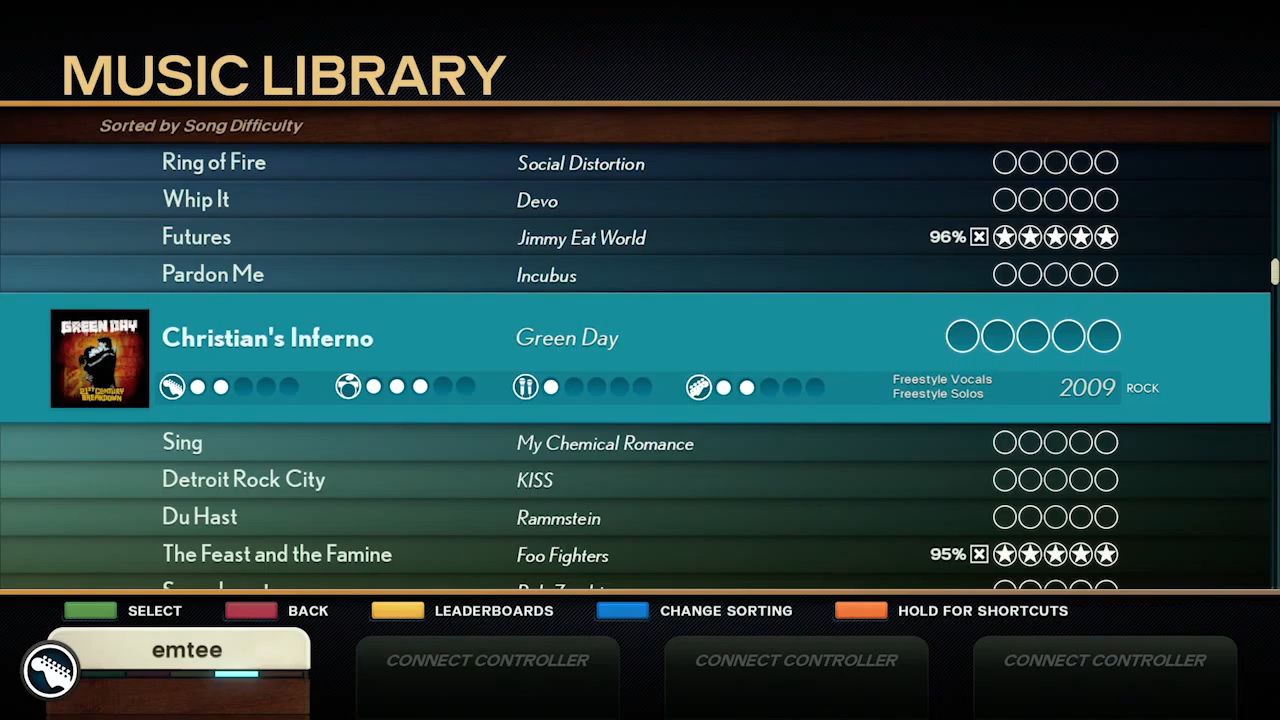 MUSIC LIBRARY
Sorted by Song Difficulty
Ring of Fire Social Distortion
Whip It Devo
Futures Jimmy Eat World 96%
Pardon Me Incubus
GREEN DAY
21ST CENTURY
BREAKDOWN
Christian's Inferno Green Day
Freestyle Vocals
Freestyle Solos
2009 ROCK
Sing My Chemical Romance
Detroit Rock City KISS
Du Hast Rammstein
The Feast and the Famine Foo Fighters 95%
SELECT BACK LEADERBOARDS CHANGE SORTING HOLD FOR SHORTCUTS
emtee
CONNECT CONTROLLER CONNECT CONTROLLER CONNECT CONTROLLER